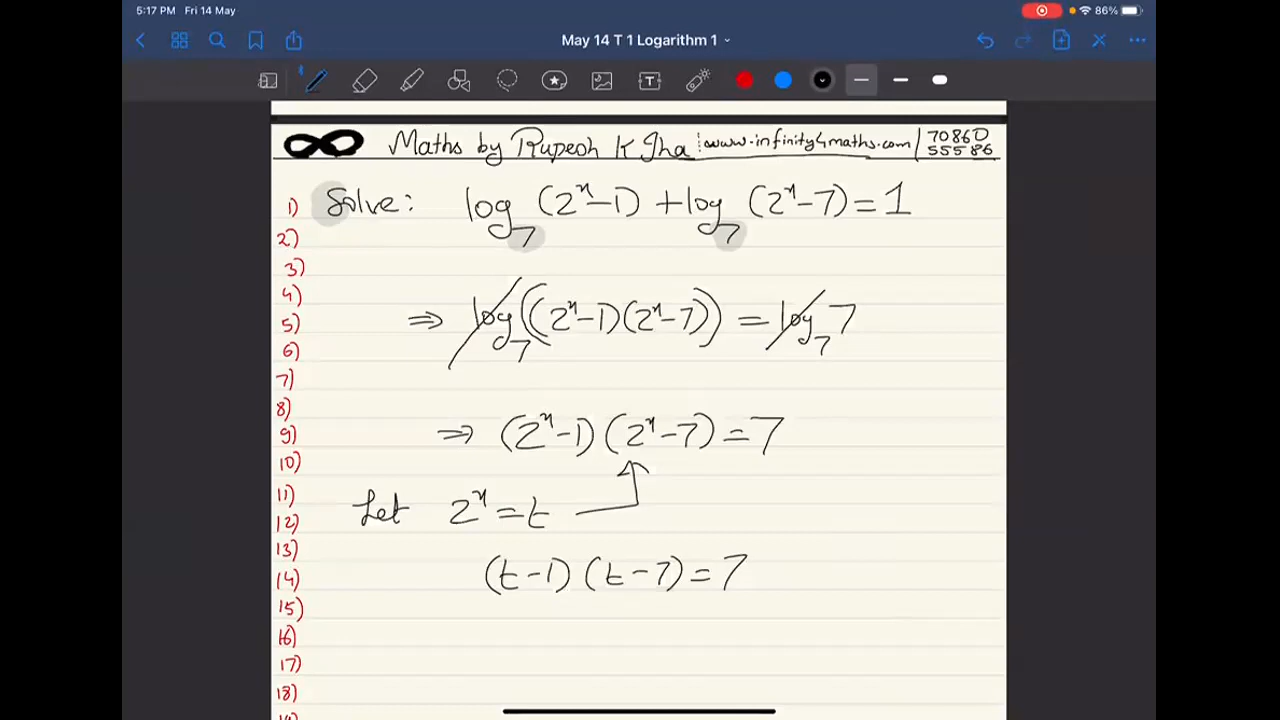 5:17 PM Fri 14 May 86%
May 14 T 1 Logarithm 1
T
Maths by Rupesh K Jha www.infinity4maths.com / 70860 55586
1) Solve: log₇ (2ˣ-1) + log₇ (2ˣ-7) = 1
2)
3)
4)
5) ⇒ log₇((2ˣ-1)(2ˣ-7)) = log₇ 7
6)
7)
8)
9) ⇒ (2ˣ-1)(2ˣ-7) = 7
10)
11)
12) Let 2ˣ = t
13)
14) (t-1)(t-7) = 7
15)
16)
17)
18)